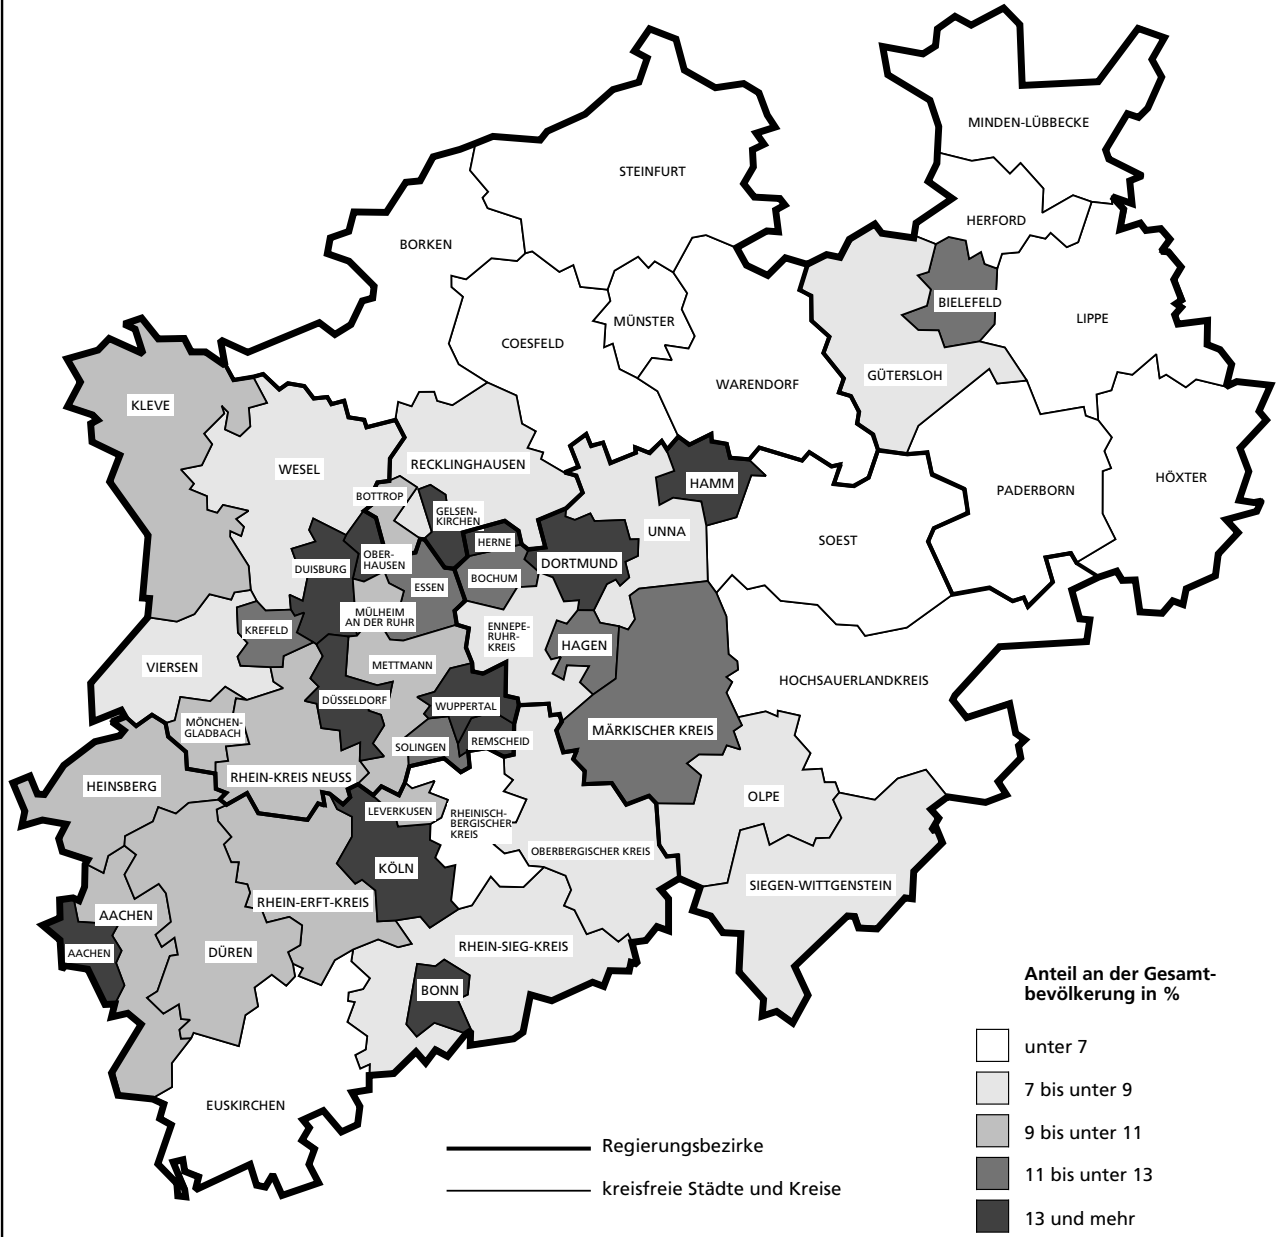 MINDEN-LÜBBECKE
STEINFURT
HERFORD
BORKEN
BIELEFELD
MÜNSTER
LIPPE
COESFELD
GÜTERSLOH
WARENDORF
KLEVE
RECKLINGHAUSEN
WESEL
HÖXTER
HAMM
PADERBORN
BOTTROP
GELSEN-
KIRCHEN
UNNA
HERNE
SOEST
OBER-
HAUSEN
DORTMUND
DUISBURG
BOCHUM
ESSEN
MÜLHEIM
AN DER RUHR
KREFELD
ENNEPE-
RUHR-
KREIS
HAGEN
METTMANN
VIERSEN
HOCHSAUERLANDKREIS
DÜSSELDORF
WUPPERTAL
MÖNCHEN-
GLADBACH
MÄRKISCHER KREIS
REMSCHEID
SOLINGEN
RHEIN-KREIS NEUSS
HEINSBERG
OLPE
LEVERKUSEN
RHEINISCH-
BERGISCHER
KREIS
OBERBERGISCHER KREIS
KÖLN
SIEGEN-WITTGENSTEIN
RHEIN-ERFT-KREIS
AACHEN
RHEIN-SIEG-KREIS
DÜREN
AACHEN
BONN
EUSKIRCHEN
Anteil an der Gesamt-
bevölkerung in %
unter 7
7 bis unter 9
9 bis unter 11
11 bis unter 13
13 und mehr
Regierungsbezirke
kreisfreie Städte und Kreise